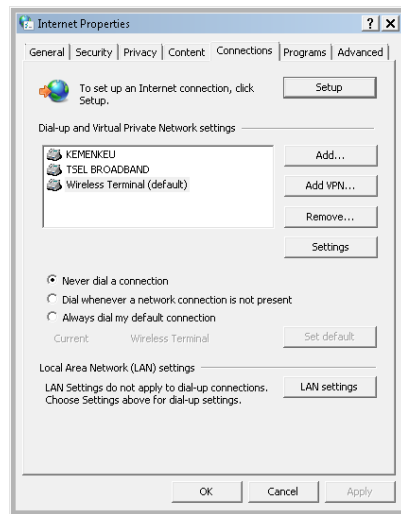 Internet Properties
General Security Privacy Content Connections Programs Advanced
To set up an Internet connection, click
Setup.
Setup
Dial-up and Virtual Private Network settings
KEMENKEU
TSEL BROADBAND
Wireless Terminal (default)
Add...
Add VPN...
Remove...
Settings
Never dial a connection
Dial whenever a network connection is not present
Always dial my default connection
Current Wireless Terminal
Set default
Local Area Network (LAN) settings
LAN Settings do not apply to dial-up connections.
Choose Settings above for dial-up settings.
LAN settings
OK Cancel Apply